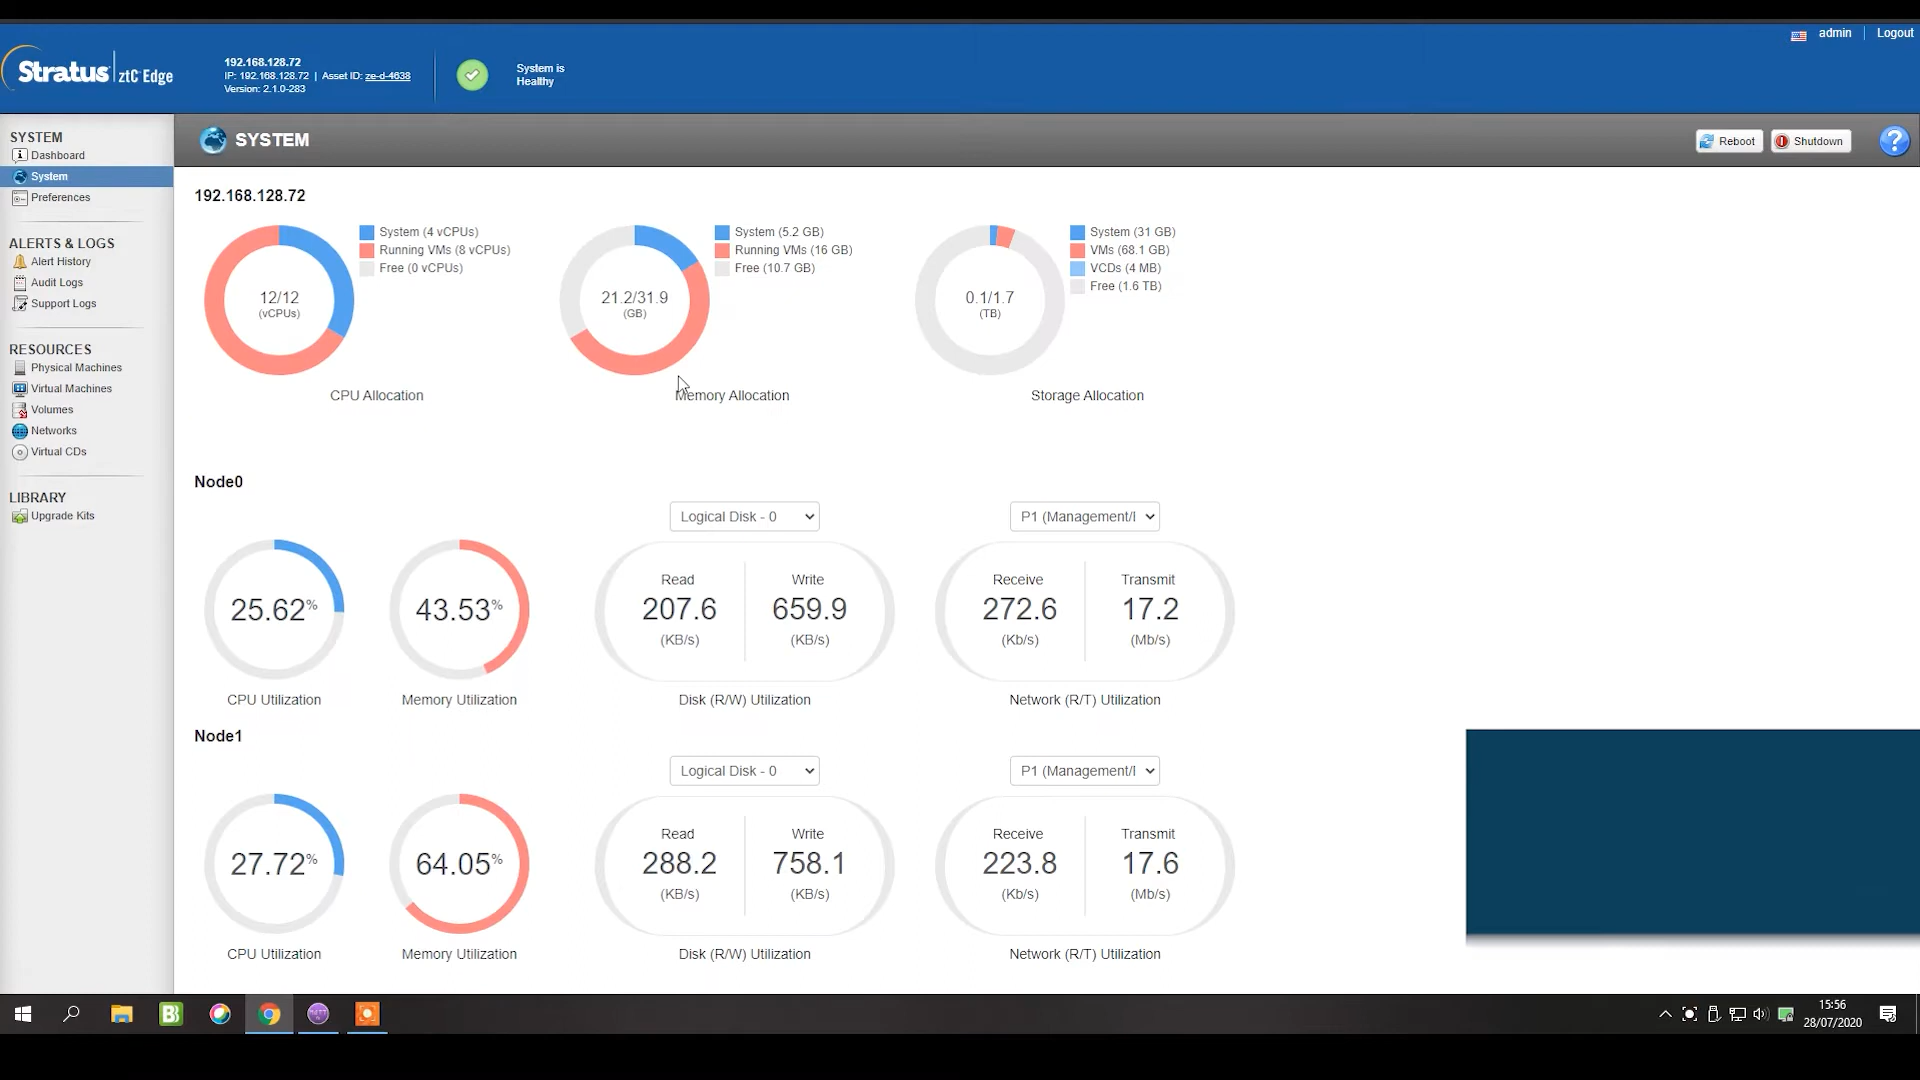 admin
Logout
Stratus ztC Edge
192.168.128.72
IP: 192.168.128.72 | Asset ID: ze-d-4638
Version: 2.1.0-283
System is
Healthy
SYSTEM
Dashboard
System
Preferences
ALERTS & LOGS
Alert History
Audit Logs
Support Logs
RESOURCES
Physical Machines
Virtual Machines
Volumes
Networks
Virtual CDs
LIBRARY
Upgrade Kits
SYSTEM
Reboot
Shutdown
?
192.168.128.72
12/12
(vCPUs)
System (4 vCPUs)
Running VMs (8 vCPUs)
Free (0 vCPUs)
CPU Allocation
21.2/31.9
(GB)
System (5.2 GB)
Running VMs (16 GB)
Free (10.7 GB)
Memory Allocation
0.1/1.7
(TB)
System (31 GB)
VMs (68.1 GB)
VCDs (4 MB)
Free (1.6 TB)
Storage Allocation
Node0
25.62%
CPU Utilization
43.53%
Memory Utilization
Logical Disk - 0
Read
207.6
(KB/s)
Write
659.9
(KB/s)
Disk (R/W) Utilization
P1 (Management/I
Receive
272.6
(Kb/s)
Transmit
17.2
(Mb/s)
Network (R/T) Utilization
Node1
27.72%
CPU Utilization
64.05%
Memory Utilization
Logical Disk - 0
Read
288.2
(KB/s)
Write
758.1
(KB/s)
Disk (R/W) Utilization
P1 (Management/I
Receive
223.8
(Kb/s)
Transmit
17.6
(Mb/s)
Network (R/T) Utilization
15:56
28/07/2020